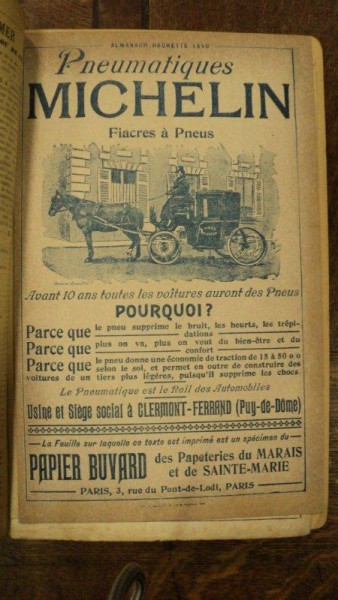 ALMANACH HACHETTE
Pneumatiques
MICHELIN
Fiacres à Pneus
Avant 10 ans toutes les voitures auront des Pneus
POURQUOI?
Parce que le pneu supprime le bruit, les heurts, les trépi-
dations
Parce que plus on va, plus on veut du bien-être et du
confort
Parce que le pneu donne une économie de traction de 15 à 50 o/o
selon le sol, et permet en outre de construire des
voitures de un tiers plus légères, puisqu'il supprime les chocs
Le Pneumatique est le Rail des Automobiles
Usine et Siège social à CLERMONT-FERRAND (Puy-de-Dôme)
La Feuille sur laquelle ce texte est imprimé est un spécimen du
PAPIER BUVARD des Papeteries du MARAIS
et de SAINTE-MARIE
PARIS, 3, rue du Pont-de-Lodi, PARIS